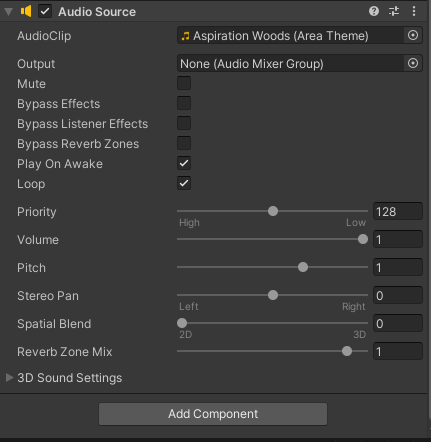 Audio Source
AudioClip Aspiration Woods (Area Theme)
Output None (Audio Mixer Group)
Mute
Bypass Effects
Bypass Listener Effects
Bypass Reverb Zones
Play On Awake
Loop
Priority 128
High Low
Volume 1
Pitch 1
Stereo Pan 0
Left Right
Spatial Blend 0
2D 3D
Reverb Zone Mix 1
3D Sound Settings
Add Component